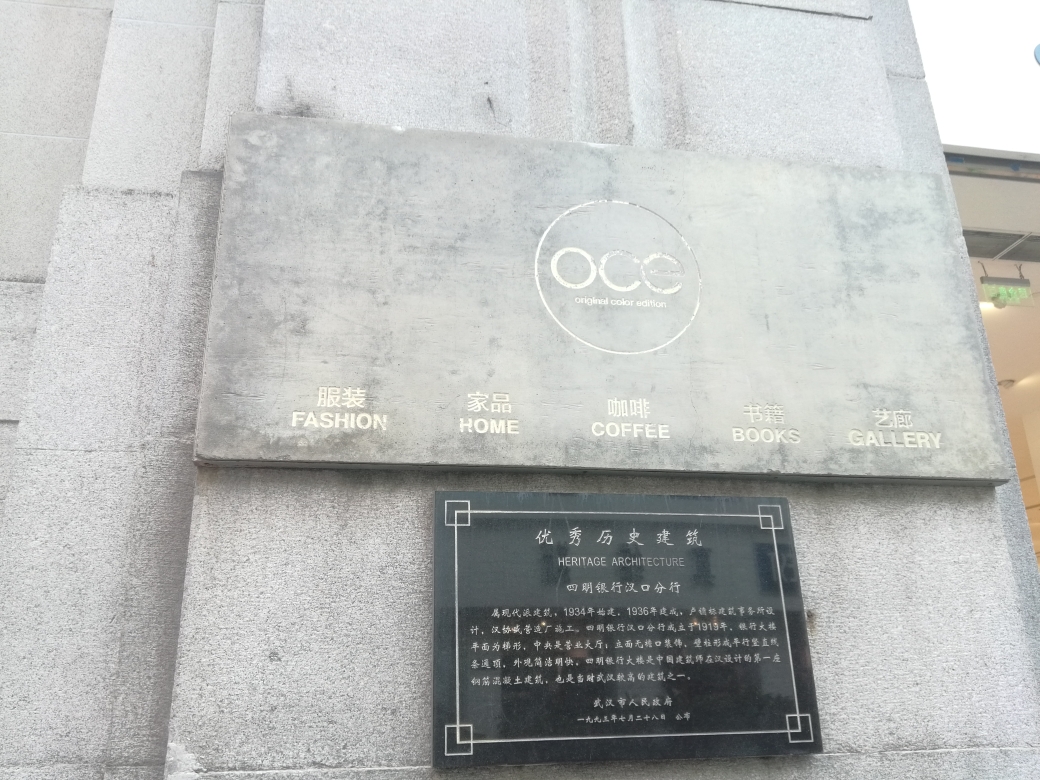 oce
original color edition
服装 家品 咖啡 书籍 艺廊
FASHION HOME COFFEE BOOKS GALLERY
优秀历史建筑
HERITAGE ARCHITECTURE
四明银行汉口分行
属现代派建筑，1934年始建，1936年建成，卢镛标建筑事务所设
计，汉协盛营造厂施工。四明银行汉口分行成立于1919年，银行大楼
平面为梯形，中央是营业大厅；立面无檐口装饰，壁柱形成平行竖直线
条通顶，外观简洁明快。四明银行大楼是中国建筑师在汉设计的第一座
钢筋混凝土建筑，也是当时武汉较高的建筑之一。
武汉市人民政府
一九九三年七月二十八日 公布